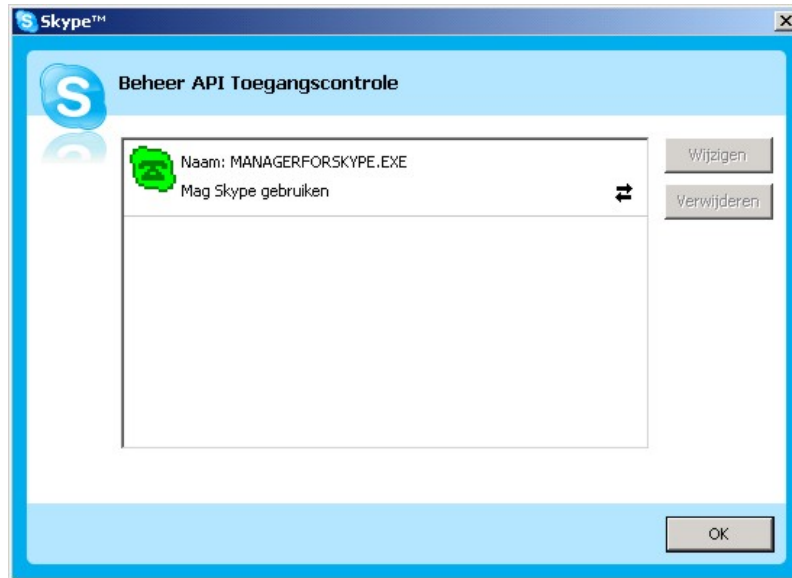 Skype™
Beheer API Toegangscontrole
Naam: MANAGERFORSKYPE.EXE
Mag Skype gebruiken
Wijzigen
Verwijderen
OK